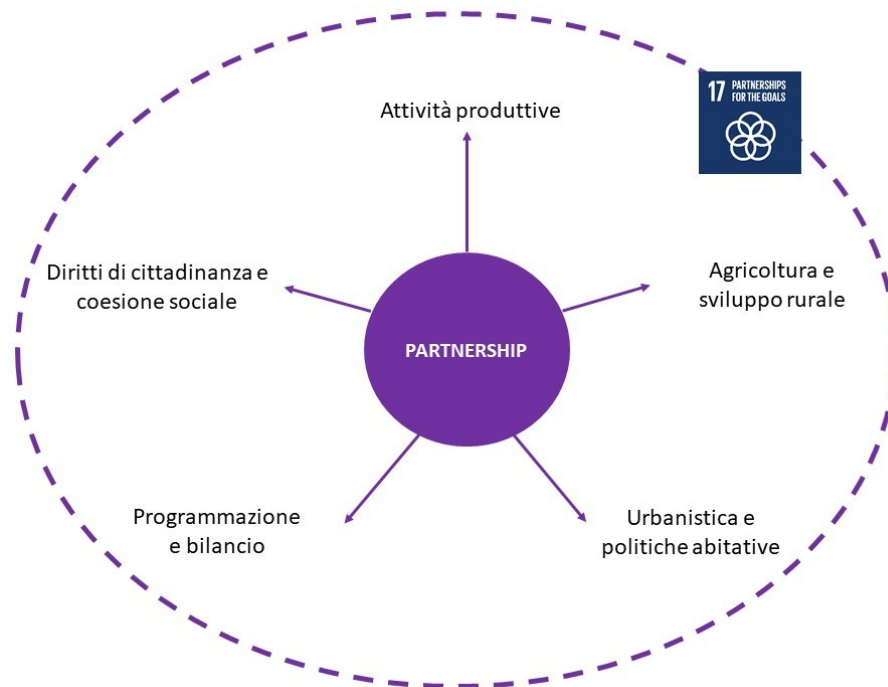 17 PARTNERSHIPS
FOR THE GOALS
Attività produttive
Diritti di cittadinanza e
coesione sociale
Agricoltura e
sviluppo rurale
PARTNERSHIP
Programmazione
e bilancio
Urbanistica e
politiche abitative